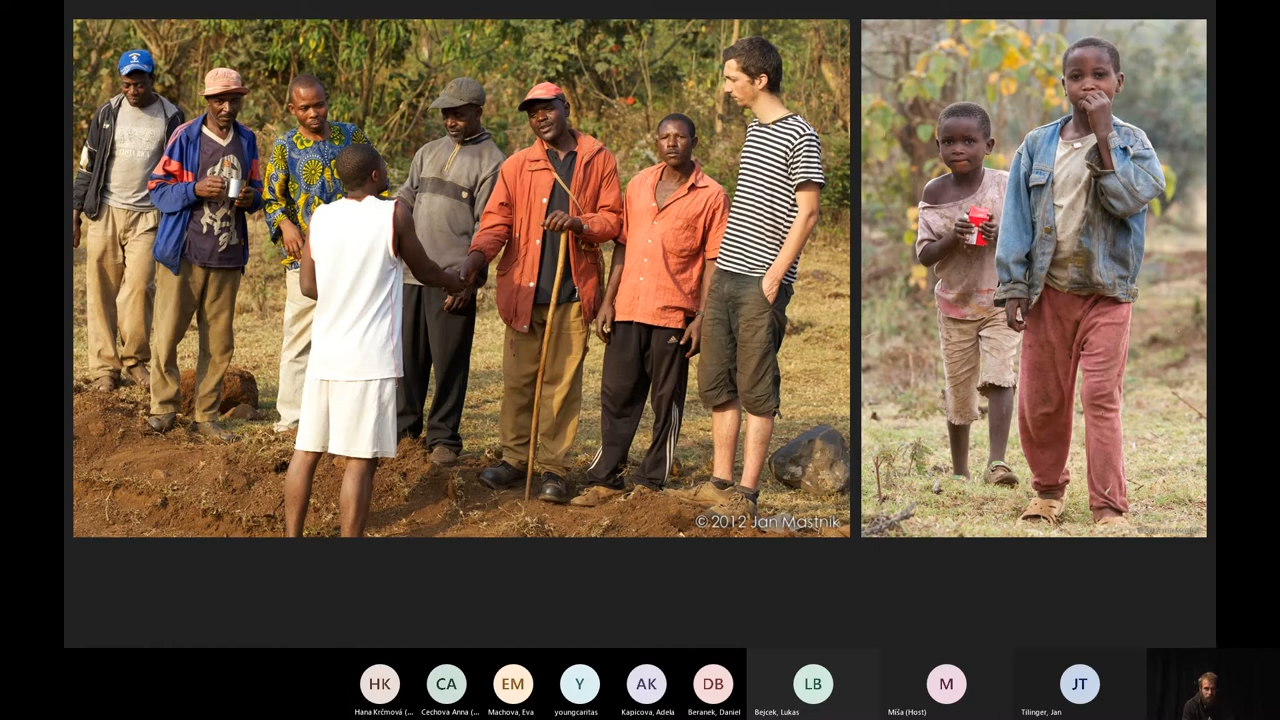 © 2012 Jan Mastnik
HK
CA
EM
Y
AK
DB
LB
M
JT
Hana Krčmová (...
Cechova Anna (...
Machova, Eva
youngcaritas
Kapicova, Adela
Beranek, Daniel
Bejcek, Lukas
Míša (Host)
Tilinger, Jan